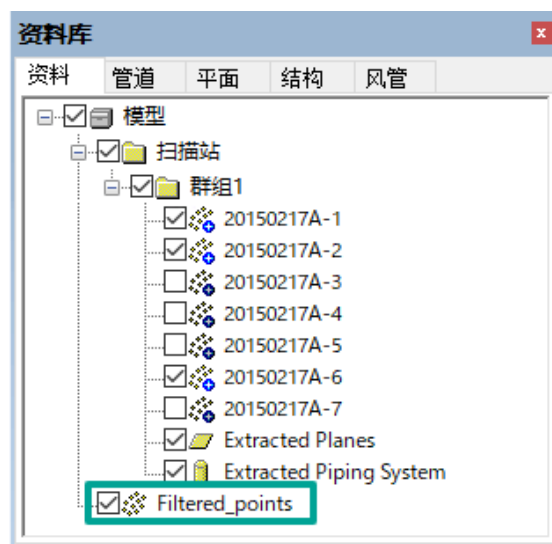 资料库
资料 管道 平面 结构 风管
模型
扫描站
群组1
20150217A-1
20150217A-2
20150217A-3
20150217A-4
20150217A-5
20150217A-6
20150217A-7
Extracted Planes
Extracted Piping System
Filtered_points